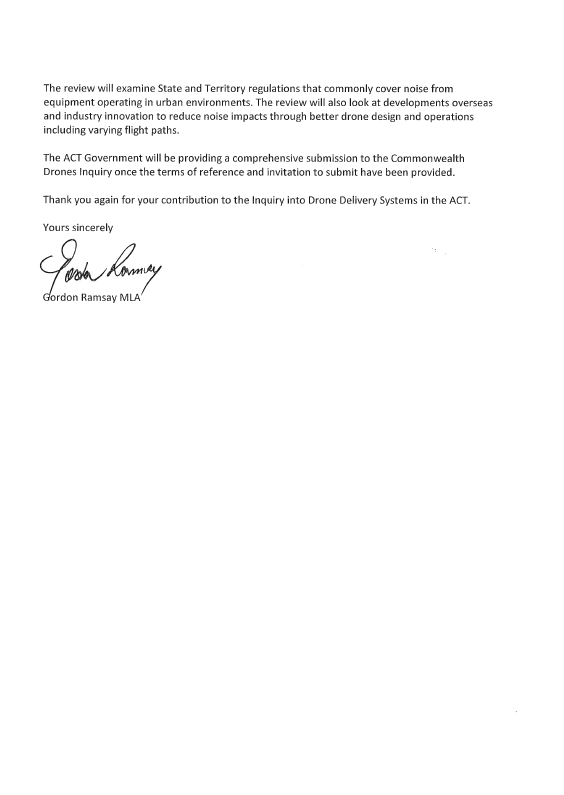 The review will examine State and Territory regulations that commonly cover noise from
equipment operating in urban environments. The review will also look at developments overseas
and industry innovation to reduce noise impacts through better drone design and operations
including varying flight paths.
The ACT Government will be providing a comprehensive submission to the Commonwealth
Drones Inquiry once the terms of reference and invitation to submit have been provided.
Thank you again for your contribution to the Inquiry into Drone Delivery Systems in the ACT.
Yours sincerely
Gordon Ramsay
Gordon Ramsay MLA